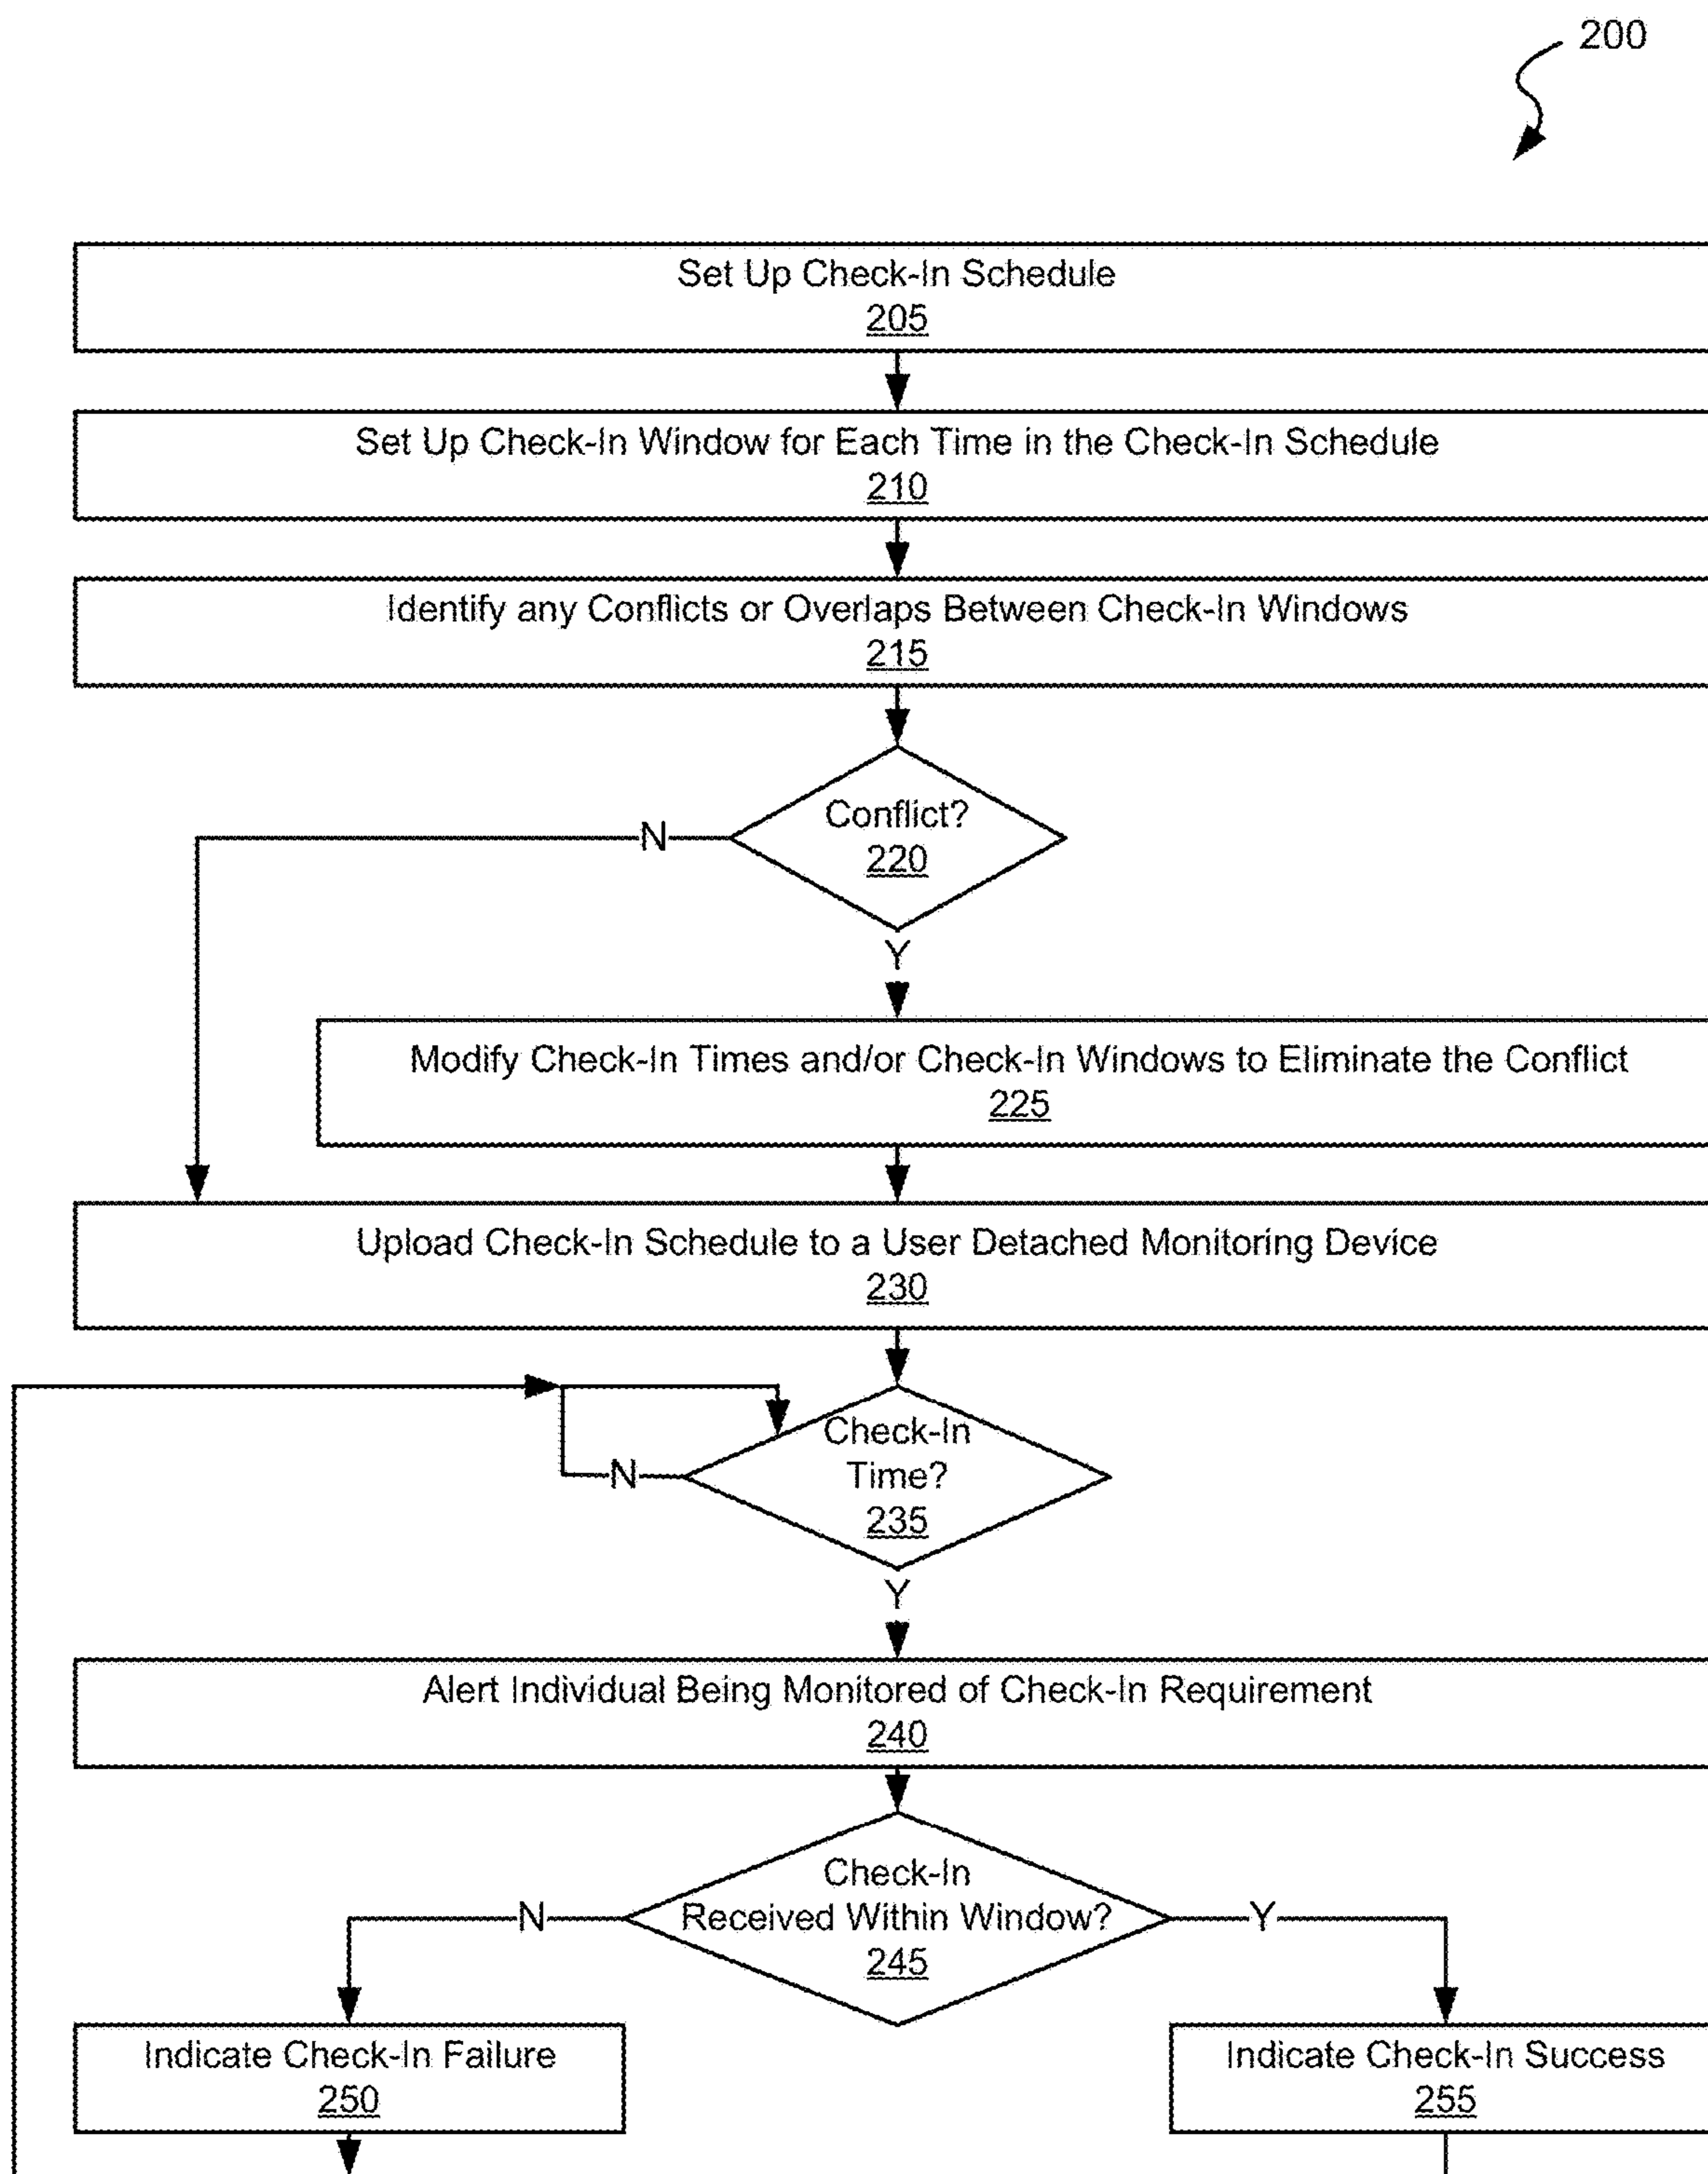 200
Set Up Check-In Schedule
205
Set Up Check-In Window for Each Time in the Check-In Schedule
210
Identify any Conflicts or Overlaps Between Check-In Windows
215
Conflict?
220
N
Y
Modify Check-In Times and/or Check-In Windows to Eliminate the Conflict
225
Upload Check-In Schedule to a User Detached Monitoring Device
230
Check-In
Time?
235
N
Y
Alert Individual Being Monitored of Check-In Requirement
240
Check-In
Received Within Window?
245
N
Y
Indicate Check-In Failure
250
Indicate Check-In Success
255